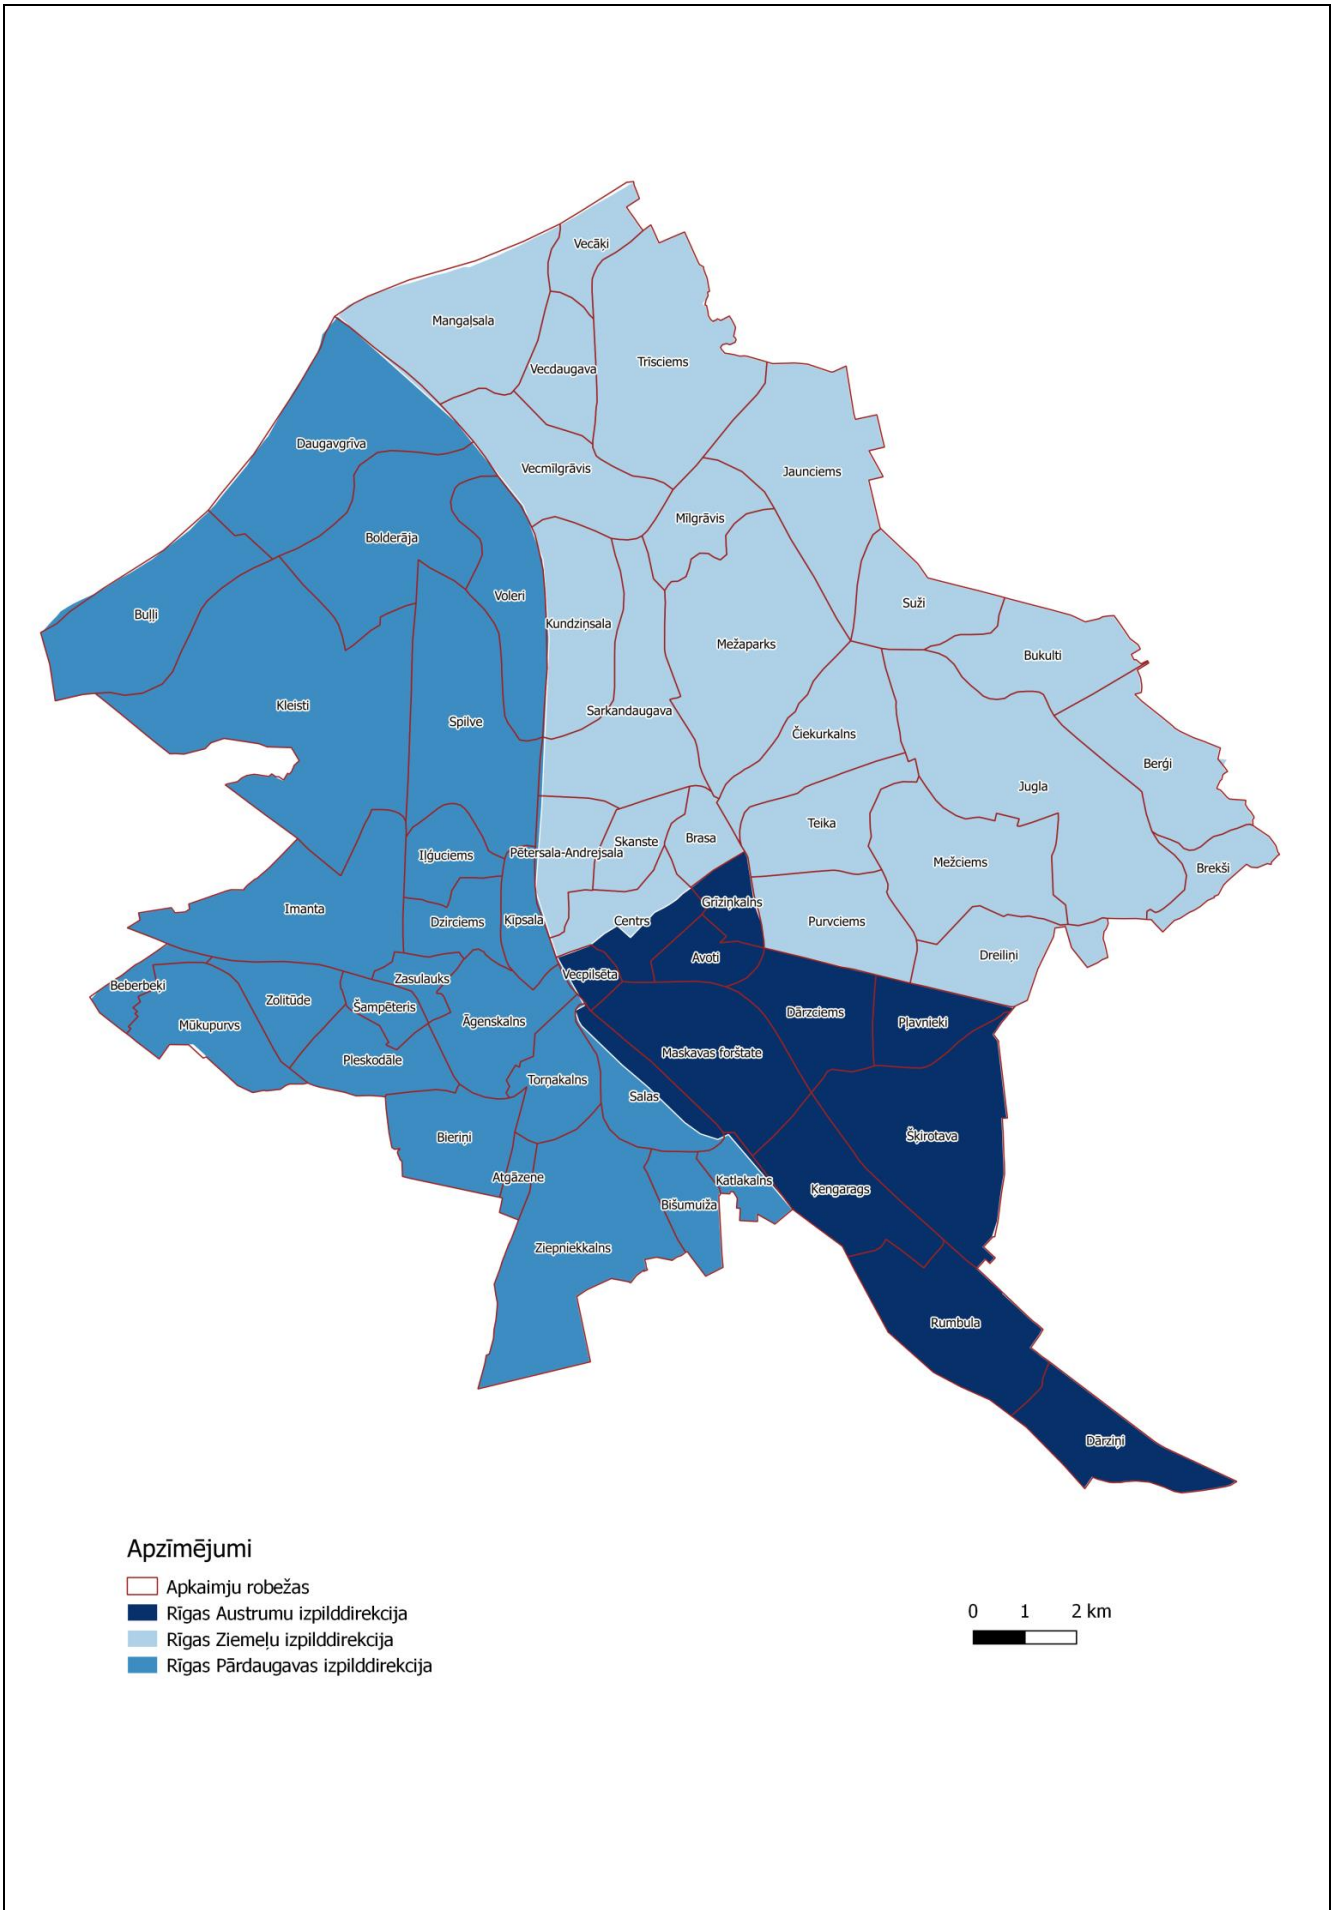 Vecāķi
Mangaļsala
Trīsciems
Vecdaugava
Daugavgrīva
Vecmīlgrāvis
Jaunciems
Mīlgrāvis
Bolderāja
Voleri
Suži
Buļļi
Kundziņsala
Mežaparks
Bukulti
Kleisti
Sarkandaugava
Spilve
Čiekurkalns
Berģi
Jugla
Teika
Skanste
Brasa
Pētersala-Andrejsala
Iļģuciems
Mežciems
Brekši
Grīziņkalns
Imanta
Dzirciems
Ķīpsala
Centrs
Purvciems
Dreiliņi
Avoti
Vecpilsēta
Zasulauks
Beberbeķi
Zolitūde
Šampēteris
Dārzciems
Mūkupurvs
Āgenskalns
Pļavnieki
Maskavas forštate
Pleskodāle
Torņakalns
Salas
Bieriņi
Šķirotava
Atgāzene
Katlakalns
Ķengarags
Bišumuiža
Ziepniekkalns
Rumbula
Dārziņi
Apzīmējumi
Apkaimju robežas
Rīgas Austrumu izpilddirekcija
Rīgas Ziemeļu izpilddirekcija
Rīgas Pārdaugavas izpilddirekcija
0 1 2 km